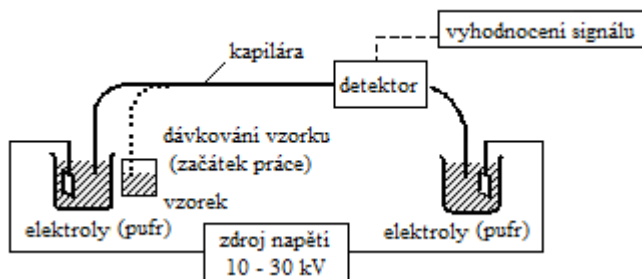 vyhodnocení signálu
kapilára
detektor
dávkování vzorku
(začátek práce)
vzorek
elektroly (pufr)
elektroly (pufr)
zdroj napětí
10 - 30 kV